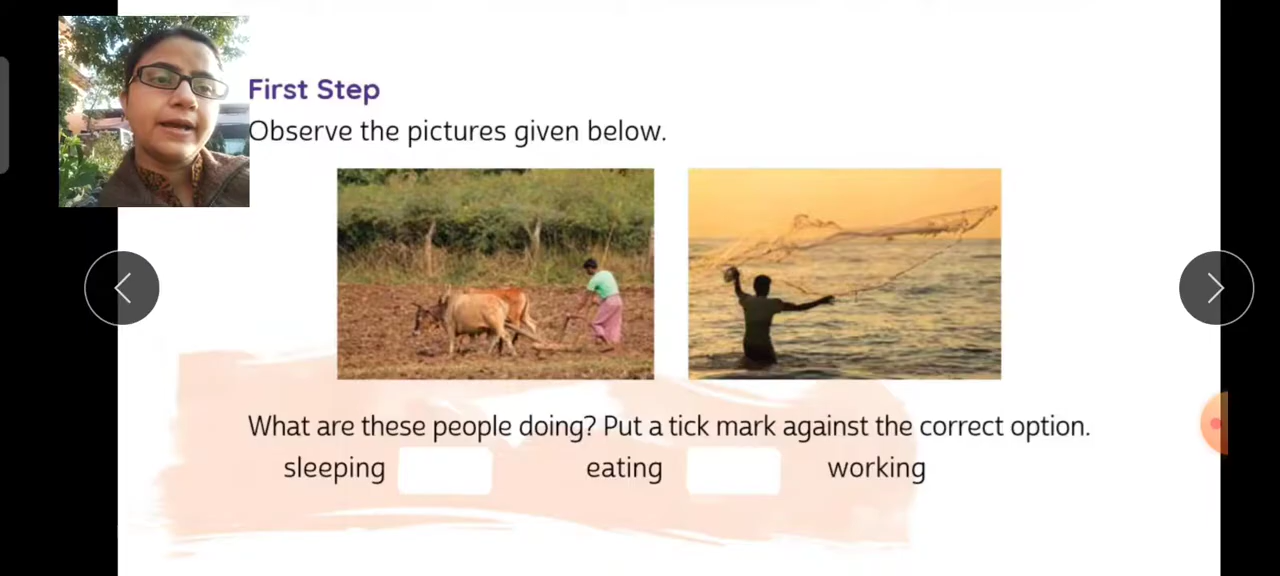 First Step
Observe the pictures given below.
What are these people doing? Put a tick mark against the correct option.
sleeping eating working